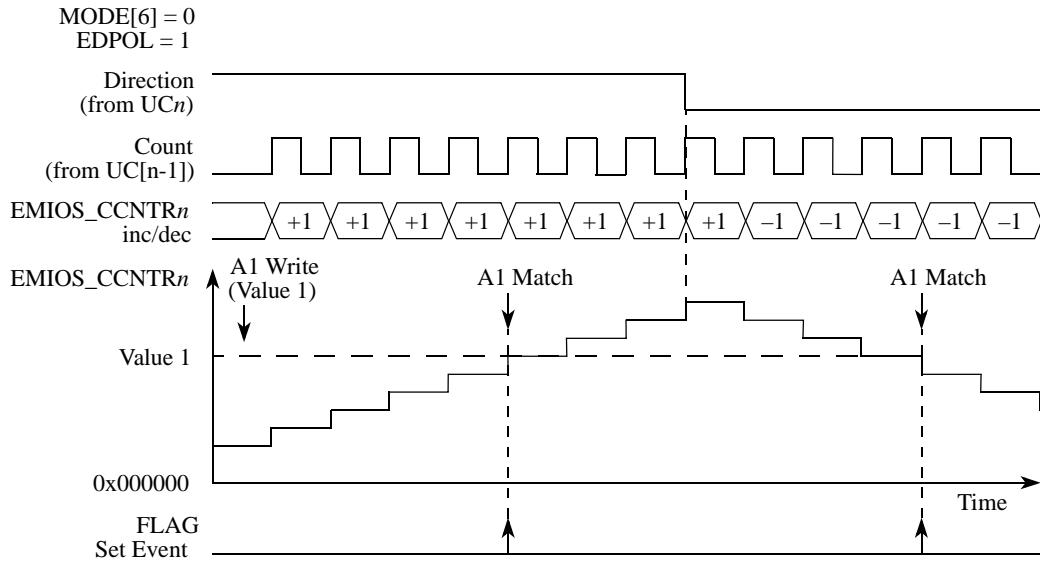 MODE[6] = 0
EDPOL = 1
Direction
(from UCn)
Count
(from UC[n-1])
EMIOS_CCNTRn
inc/dec
+1 +1 +1 +1 +1 +1 +1 +1 –1 –1 –1 –1 –1
EMIOS_CCNTRn
A1 Write
(Value 1)
A1 Match
A1 Match
Value 1
0x000000
Time
FLAG
Set Event